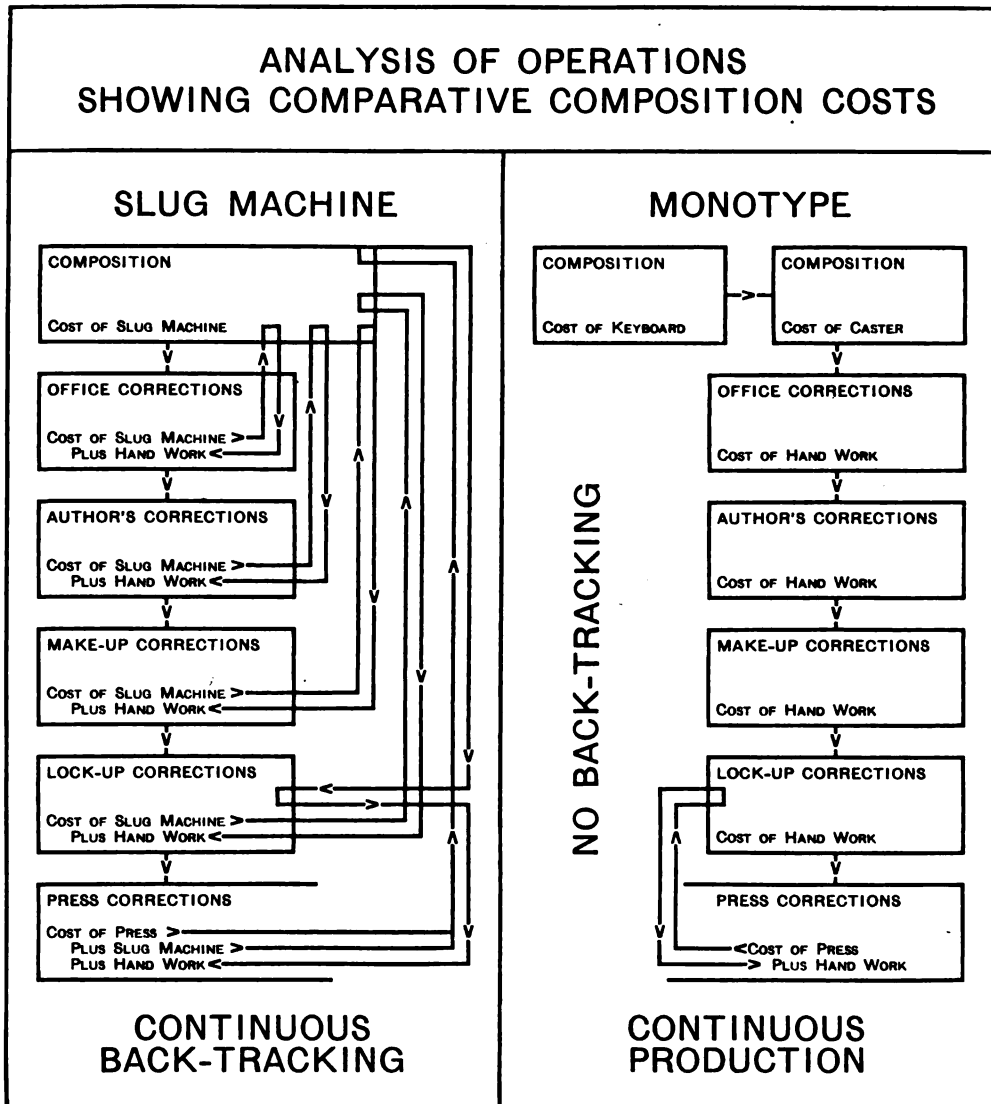 ANALYSIS OF OPERATIONS
SHOWING COMPARATIVE COMPOSITION COSTS
SLUG MACHINE
COMPOSITION
COST OF SLUG MACHINE
OFFICE CORRECTIONS
COST OF SLUG MACHINE >
PLUS HAND WORK <
AUTHOR'S CORRECTIONS
COST OF SLUG MACHINE >
PLUS HAND WORK <
MAKE-UP CORRECTIONS
COST OF SLUG MACHINE >
PLUS HAND WORK <
LOCK-UP CORRECTIONS
COST OF SLUG MACHINE >
PLUS HAND WORK <
PRESS CORRECTIONS
COST OF PRESS >
PLUS SLUG MACHINE >
PLUS HAND WORK <
CONTINUOUS
BACK-TRACKING
MONOTYPE
COMPOSITION
COST OF KEYBOARD
COMPOSITION
COST OF CASTER
OFFICE CORRECTIONS
COST OF HAND WORK
AUTHOR'S CORRECTIONS
COST OF HAND WORK
MAKE-UP CORRECTIONS
COST OF HAND WORK
LOCK-UP CORRECTIONS
COST OF HAND WORK
PRESS CORRECTIONS
<COST OF PRESS
> PLUS HAND WORK
NO BACK-TRACKING
CONTINUOUS
PRODUCTION